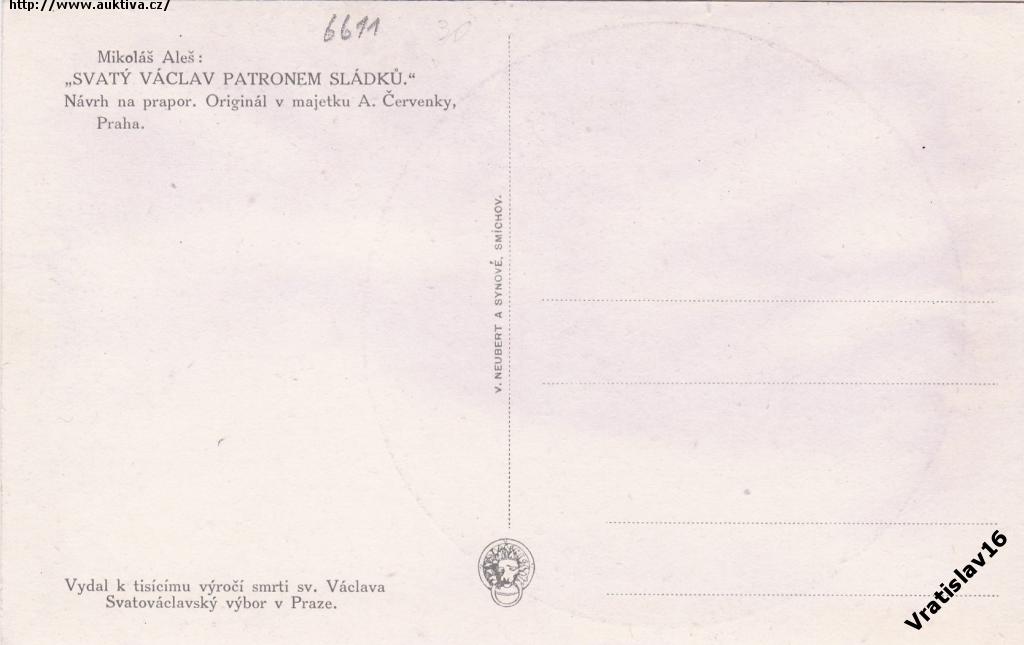 http://www.auktiva.cz/
6611
30
Mikoláš Aleš:
„SVATÝ VÁCLAV PATRONEM SLÁDKŮ."
Návrh na prapor. Originál v majetku A. Červenky,
Praha.
V. NEUBERT A SYNOVÉ, SMÍCHOV.
Vydal k tisícímu výročí smrti sv. Václava
Svatováclavský výbor v Praze.
Vratislav16